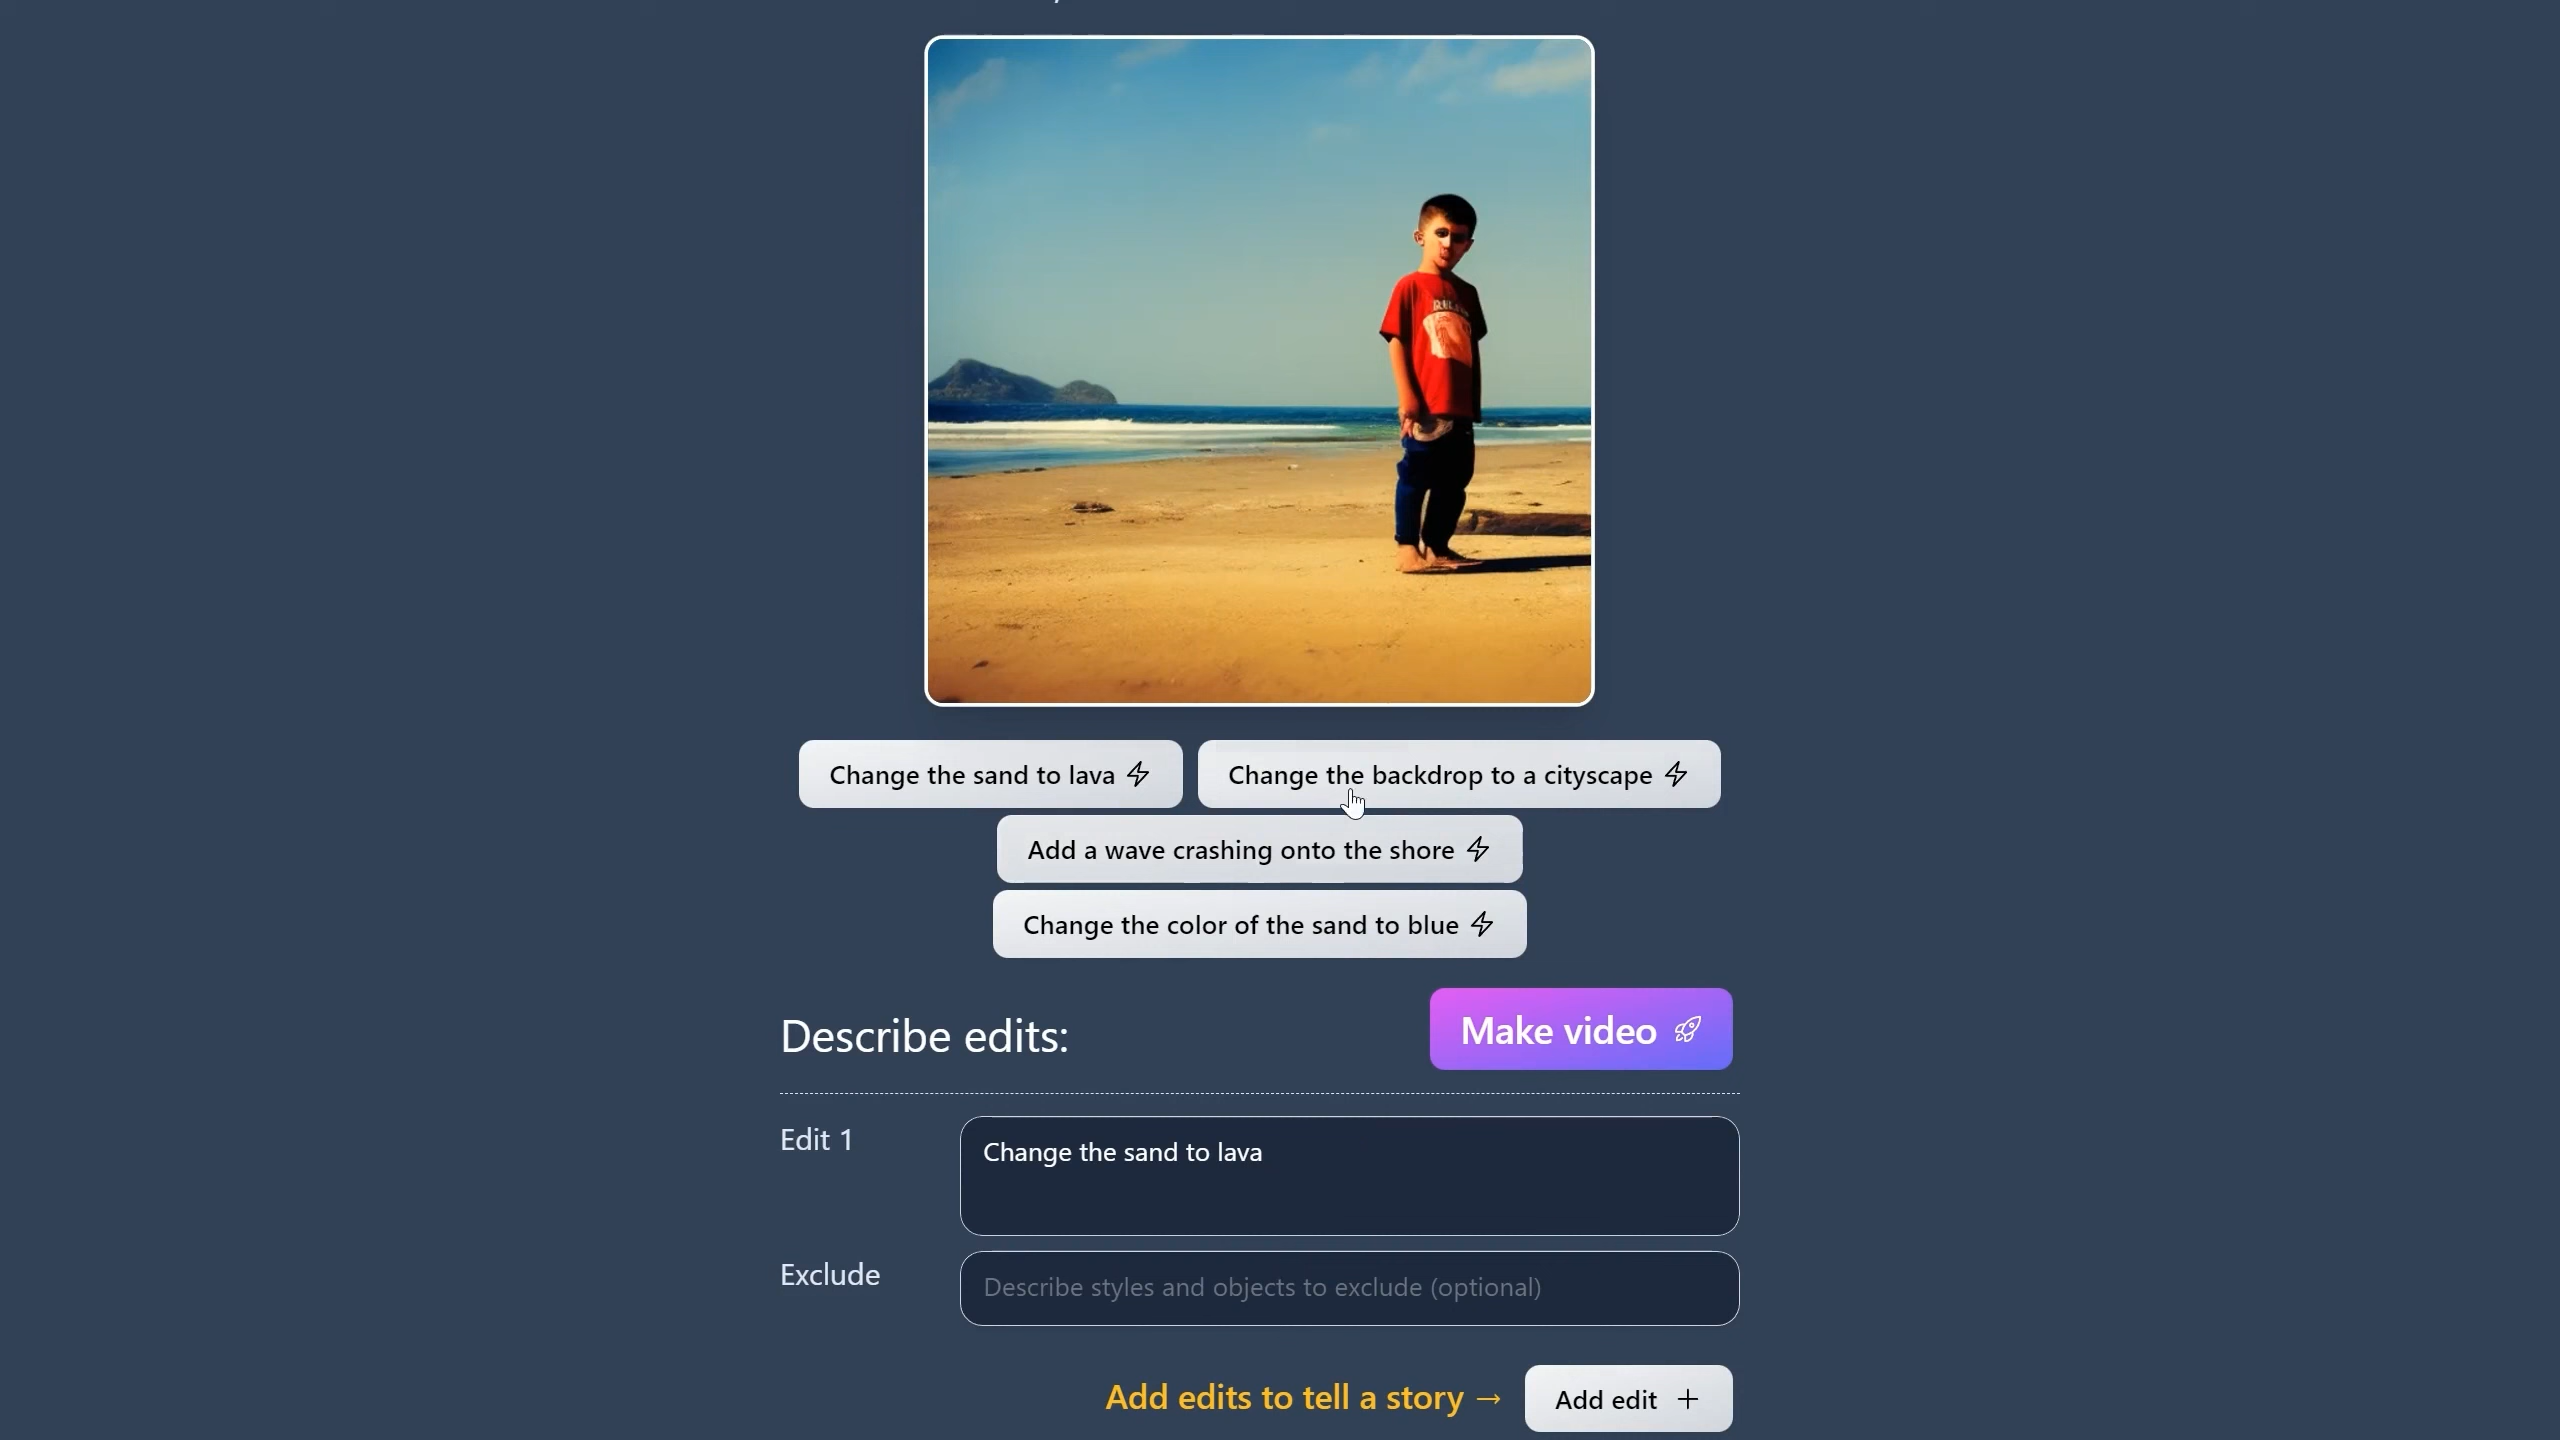 Change the sand to lava
Change the backdrop to a cityscape
Add a wave crashing onto the shore
Change the color of the sand to blue
Describe edits:
Make video
Edit 1
Change the sand to lava
Exclude
Describe styles and objects to exclude (optional)
Add edits to tell a story →
Add edit +